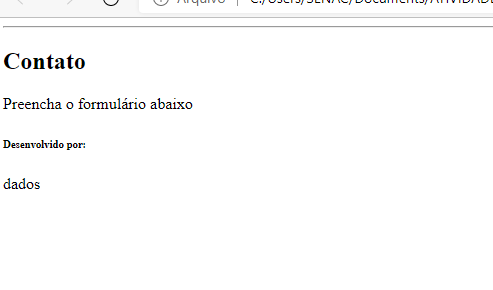 Arquivo
Contato
Preencha o formulário abaixo
Desenvolvido por:
dados